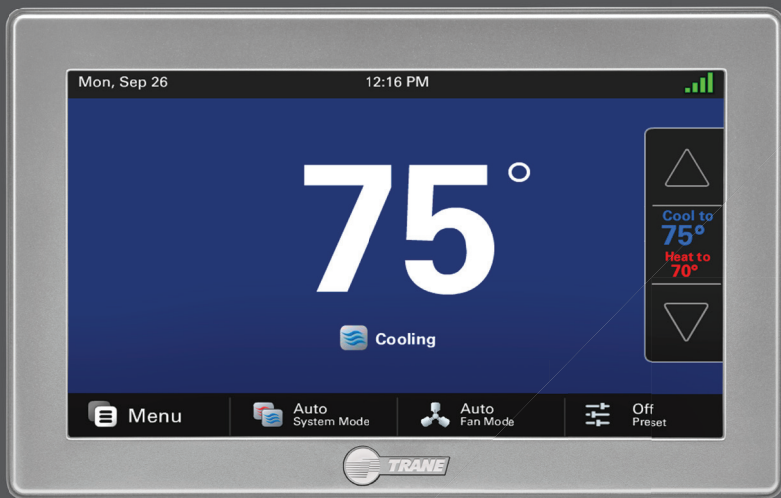 Mon, Sep 26
12:16 PM
75°
Cool to
75°
Heat to
70°
Cooling
Menu
Auto
System Mode
Auto
Fan Mode
Off
Preset
TRANE